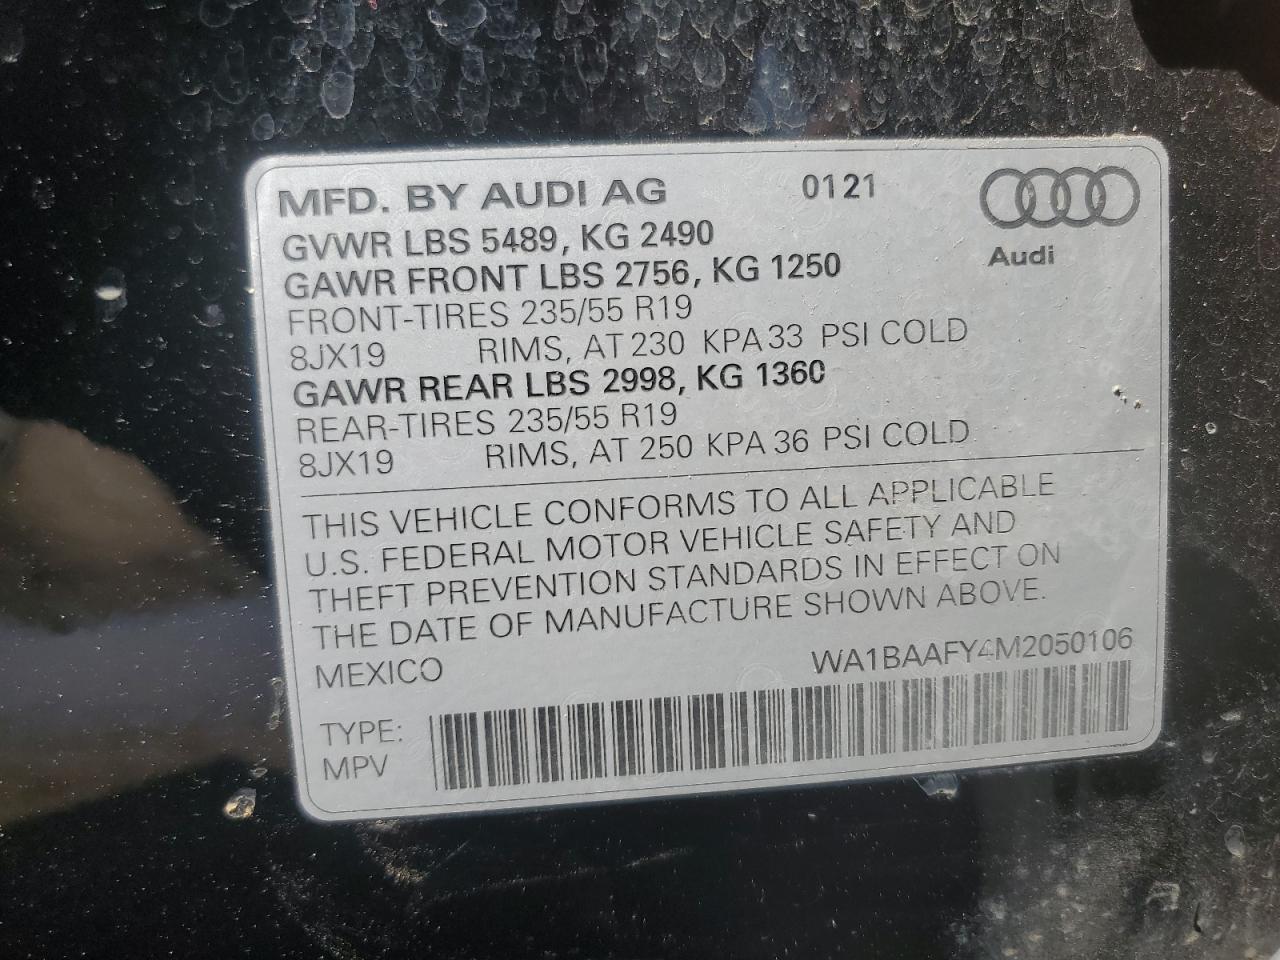 MFD. BY AUDI AG 0121
Audi
GVWR LBS 5489, KG 2490
GAWR FRONT LBS 2756, KG 1250
FRONT-TIRES 235/55 R19
8JX19 RIMS, AT 230 KPA 33 PSI COLD
GAWR REAR LBS 2998, KG 1360
REAR-TIRES 235/55 R19
8JX19 RIMS, AT 250 KPA 36 PSI COLD
THIS VEHICLE CONFORMS TO ALL APPLICABLE
U.S. FEDERAL MOTOR VEHICLE SAFETY AND
THEFT PREVENTION STANDARDS IN EFFECT ON
THE DATE OF MANUFACTURE SHOWN ABOVE.
MEXICO WA1BAAFY4M2050106
TYPE:
MPV